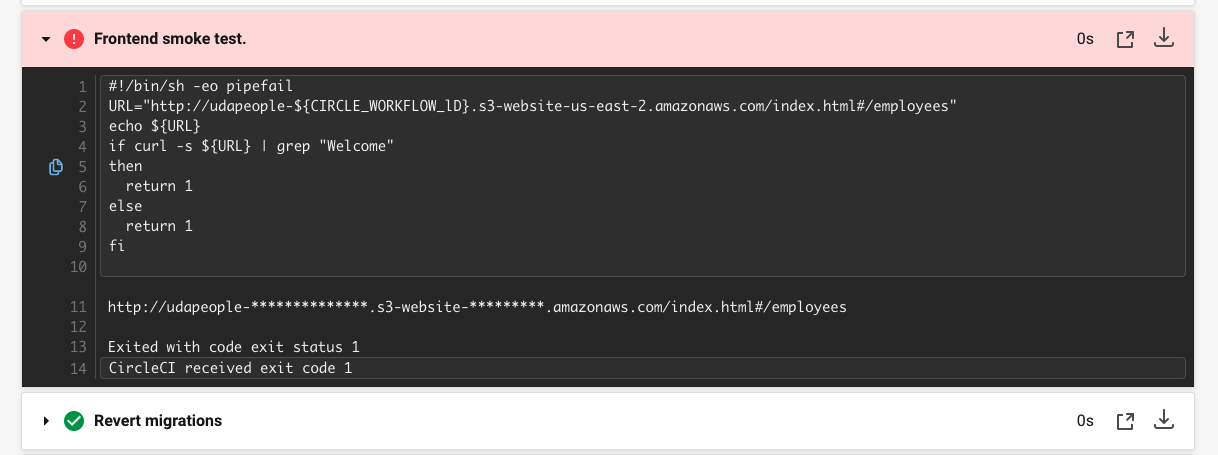 Frontend smoke test.
0s
1 #!/bin/sh -eo pipefail
2 URL="http://udapeople-${CIRCLE_WORKFLOW_lD}.s3-website-us-east-2.amazonaws.com/index.html#/employees"
3 echo ${URL}
4 if curl -s ${URL} | grep "Welcome"
5 then
6   return 1
7 else
8   return 1
9 fi
10
11 http://udapeople-**************.s3-website-*********.amazonaws.com/index.html#/employees
12
13 Exited with code exit status 1
14 CircleCI received exit code 1
Revert migrations
0s